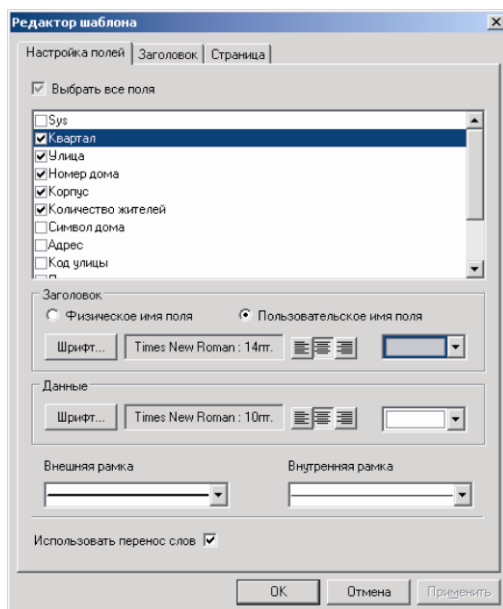 Редактор шаблона
Настройка полей Заголовок Страница
Выбрать все поля
Sys
Квартал
Улица
Номер дома
Корпус
Количество жителей
Символ дома
Адрес
Код улицы
Заголовок
Физическое имя поля Пользовательское имя поля
Шрифт... Times New Roman : 14пт.
Данные
Шрифт... Times New Roman : 10пт.
Внешняя рамка Внутренняя рамка
Использовать перенос слов
OK Отмена Применить